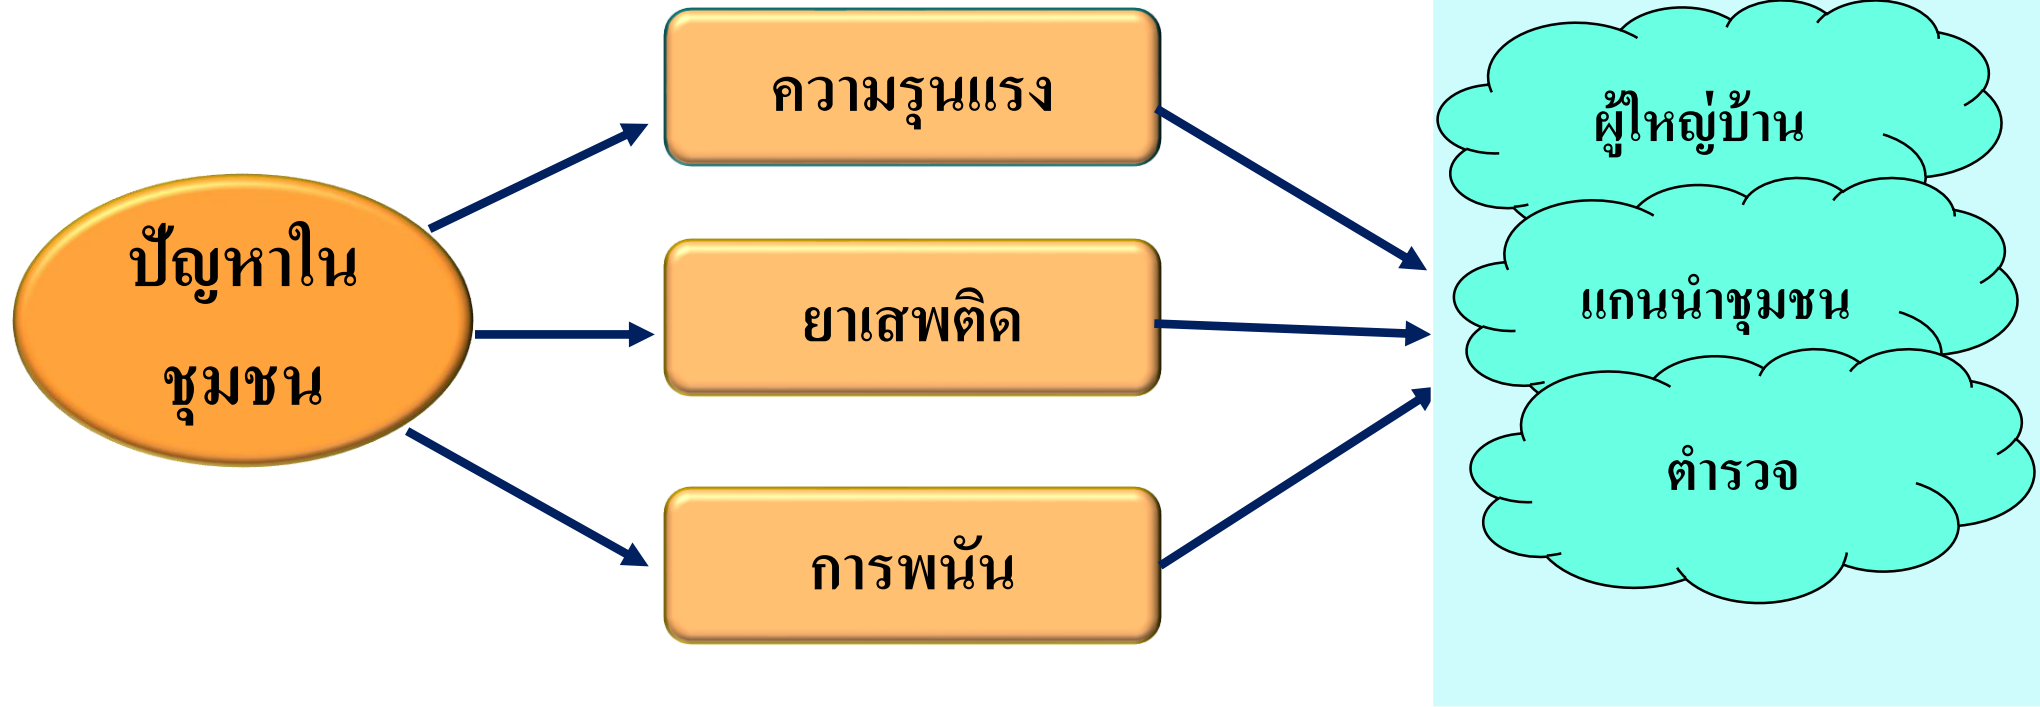 ปัญหาใน
ชุมชน
ความรุนแรง
ยาเสพติด
การพนัน
ผู้ใหญ่บ้าน
แกนนำชุมชน
ตำรวจ